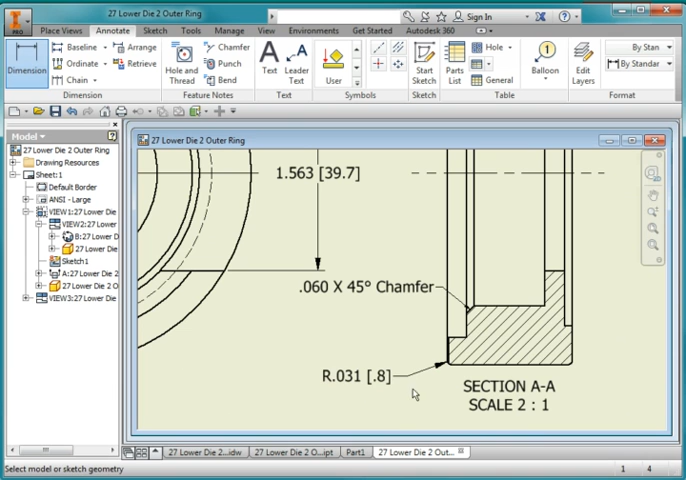 27 Lower Die 2 Outer Ring
Sign In
PRO
Place Views
Annotate
Sketch
Tools
Manage
View
Environments
Get Started
Autodesk 360
Dimension
Baseline
Ordinate
Chain
Arrange
Retrieve
Dimension
Hole and
Thread
Chamfer
Punch
Bend
Feature Notes
Text
Leader
Text
Text
User
Symbols
Start
Sketch
Sketch
Parts
List
Hole
General
Table
Balloon
1
Edit
Layers
By Stan
By Standar
Format
Model
27 Lower Die 2 Outer Ring
Drawing Resources
Sheet:1
Default Border
ANSI - Large
VIEW1:27 Lower Die
VIEW2:27 Lower
B:27 Lower D
27 Lower Die
Sketch1
A:27 Lower Die 2
27 Lower Die 2 O
VIEW3:27 Lower Die
27 Lower Die 2 Outer Ring
1.563 [39.7]
.060 X 45° Chamfer
R.031 [.8]
SECTION A-A
SCALE 2 : 1
27 Lower Die 2...idw
27 Lower Die 2 O...ipt
Part1
27 Lower Die 2 Out...
Select model or sketch geometry
1
4